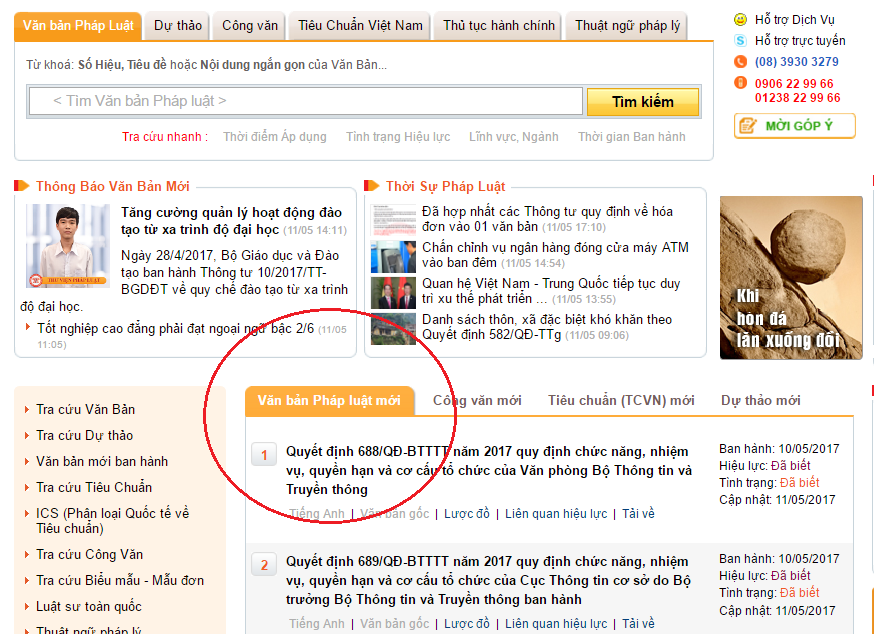 Văn bản Pháp Luật
Dự thảo
Công văn
Tiêu Chuẩn Việt Nam
Thủ tục hành chính
Thuật ngữ pháp lý
Hỗ trợ Dịch Vụ
Hỗ trợ trực tuyến
(08) 3930 3279
0906 22 99 66
01238 22 99 66
MỜI GÓP Ý
Từ khoá: Số Hiệu, Tiêu đề hoặc Nội dung ngắn gọn của Văn Bản...
< Tìm Văn bản Pháp luật >
Tìm kiếm
Tra cứu nhanh :
Thời điểm Áp dụng
Tình trạng Hiệu lực
Lĩnh vực, Ngành
Thời gian Ban hành
Thông Báo Văn Bản Mới
THƯ VIỆN PHÁP LUẬT
Tăng cường quản lý hoạt động đào
tạo từ xa trình độ đại học (11/05 14:11)
Ngày 28/4/2017, Bộ Giáo dục và Đào
tạo ban hành Thông tư 10/2017/TT-
BGDĐT về quy chế đào tạo từ xa trình
độ đại học.
Tốt nghiệp cao đẳng phải đạt ngoại ngữ bậc 2/6 (11/05
11:05)
Thời Sự Pháp Luật
Đã hợp nhất các Thông tư quy định về hóa
đơn vào 01 văn bản (11/05 17:10)
Chấn chỉnh vụ ngân hàng đóng cửa máy ATM
vào ban đêm (11/05 14:54)
Quan hệ Việt Nam - Trung Quốc tiếp tục duy
trì xu thế phát triển ... (11/05 13:55)
Danh sách thôn, xã đặc biệt khó khăn theo
Quyết định 582/QĐ-TTg (11/05 09:06)
Khi
hòn đá
lăn xuống đồi
Tra cứu Văn Bản
Tra cứu Dự thảo
Văn bản mới ban hành
Tra cứu Tiêu Chuẩn
ICS (Phân loại Quốc tế về
Tiêu chuẩn)
Tra cứu Công Văn
Tra cứu Biểu mẫu - Mẫu đơn
Luật sư toàn quốc
Thuật ngữ pháp lý
Văn bản Pháp luật mới
Công văn mới
Tiêu chuẩn (TCVN) mới
Dự thảo mới
1
Quyết định 688/QĐ-BTTTT năm 2017 quy định chức năng, nhiệm
vụ, quyền hạn và cơ cấu tổ chức của Văn phòng Bộ Thông tin và
Truyền thông
Tiếng Anh | Văn bản gốc | Lược đồ | Liên quan hiệu lực | Tải về
Ban hành: 10/05/2017
Hiệu lực: Đã biết
Tình trạng: Đã biết
Cập nhật: 11/05/2017
2
Quyết định 689/QĐ-BTTTT năm 2017 quy định chức năng, nhiệm
vụ, quyền hạn và cơ cấu tổ chức của Cục Thông tin cơ sở do Bộ
trưởng Bộ Thông tin và Truyền thông ban hành
Tiếng Anh | Văn bản gốc | Lược đồ | Liên quan hiệu lực | Tải về
Ban hành: 10/05/2017
Hiệu lực: Đã biết
Tình trạng: Đã biết
Cập nhật: 11/05/2017